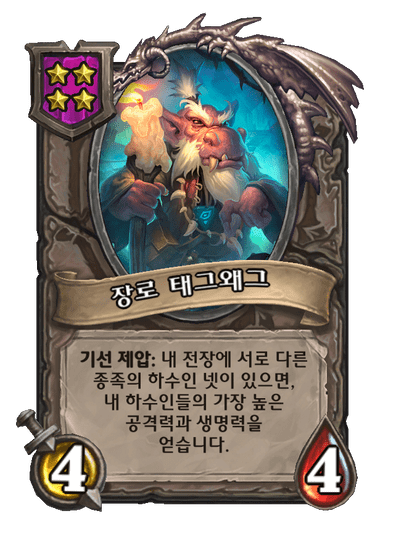 장로 태그왜그
기선 제압: 내 전장에 서로 다른
종족의 하수인 넷이 있으면,
내 하수인들의 가장 높은
공격력과 생명력을
얻습니다.
4
4